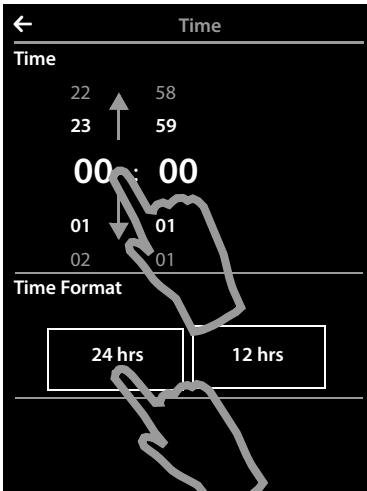 Time
Time
22 58
23 59
00 : 00
01 01
02 01
Time Format
24 hrs 12 hrs